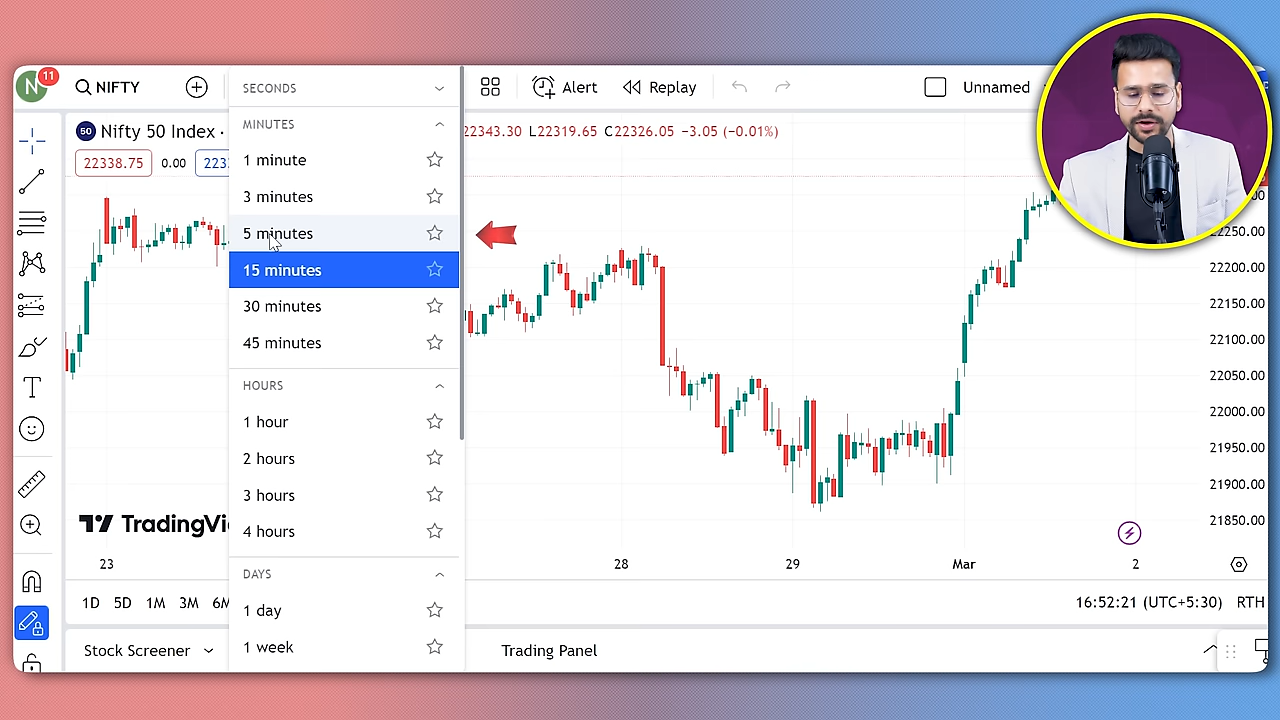 N
11
NIFTY
Alert
Replay
Unnamed
50
Nifty 50 Index ·
22343.30 L22319.65 C22326.05 −3.05 (−0.01%)
22338.75
0.00
SECONDS
MINUTES
1 minute
3 minutes
5 minutes
15 minutes
30 minutes
45 minutes
HOURS
1 hour
2 hours
3 hours
4 hours
DAYS
1 day
1 week
22250.00
22200.00
22150.00
22100.00
22050.00
22000.00
21950.00
21900.00
21850.00
T
TradingVi
23
28
29
Mar
2
1D
5D
1M
3M
6M
16:52:21 (UTC+5:30)
RTH
Stock Screener
Trading Panel